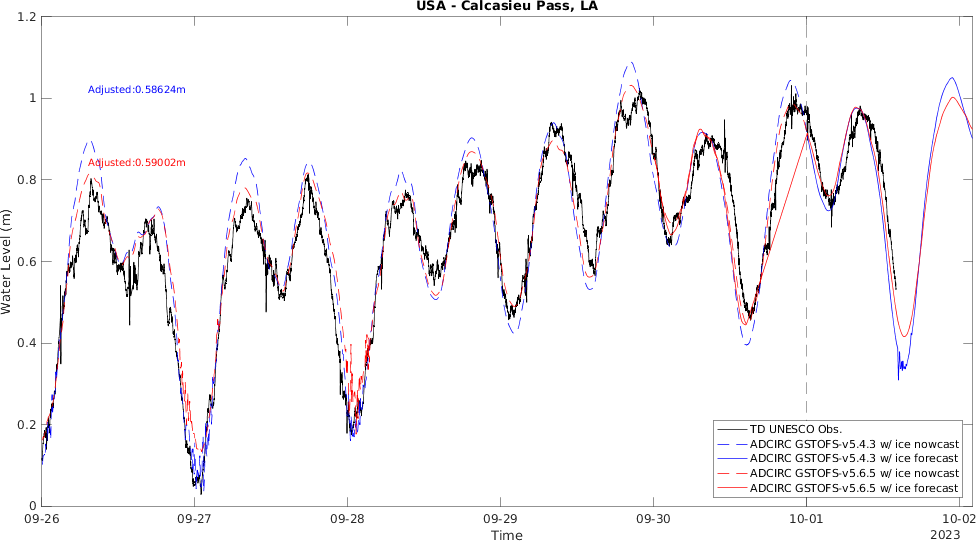 USA - Calcasieu Pass, LA
1.2
1
0.8
0.6
0.4
0.2
0
Water Level (m)
Adjusted:0.58624m
Adjusted:0.59002m
TD UNESCO Obs.
ADCIRC GSTOFS-v5.4.3 w/ ice nowcast
ADCIRC GSTOFS-v5.4.3 w/ ice forecast
ADCIRC GSTOFS-v5.6.5 w/ ice nowcast
ADCIRC GSTOFS-v5.6.5 w/ ice forecast
09-26 09-27 09-28 09-29 09-30 10-01 10-02
Time
2023